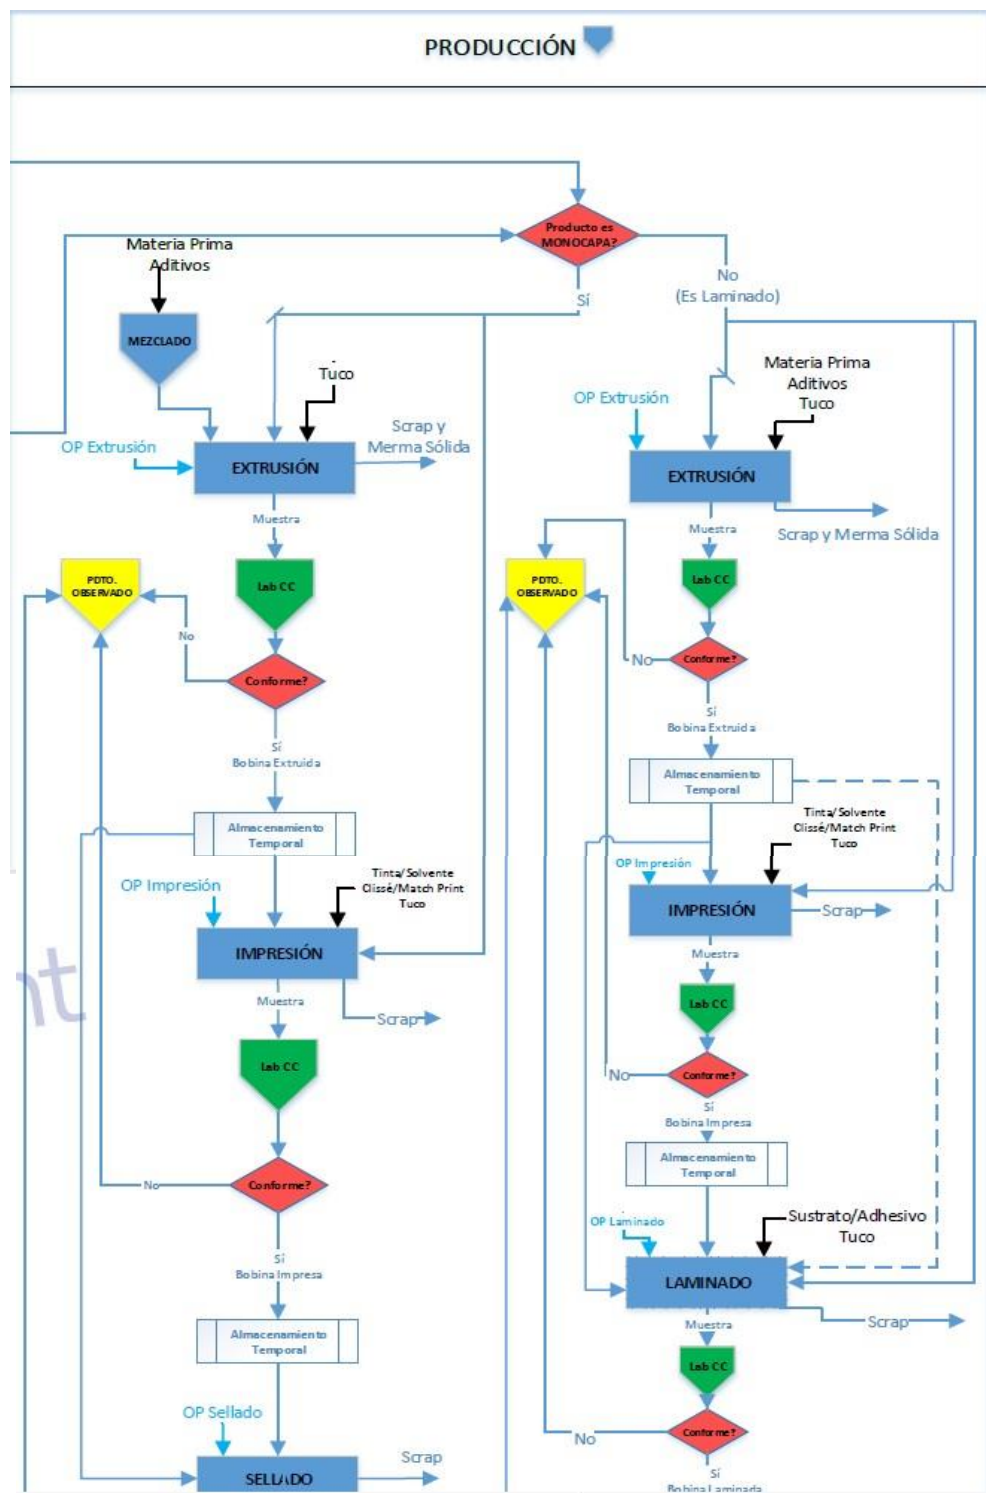 PRODUCCIÓN
Producto es
MONOCAPA?
Materia Prima
Aditivos
No
(Es Laminado)
Sí
MEZCLADO
Tuco
Materia Prima
Aditivos
Tuco
OP Extrusión
Scrap y
Merma Sólida
OP Extrusión
EXTRUSIÓN
EXTRUSIÓN
Muestra
Muestra
Scrap y Merma Sólida
PDTO.
OBSERVADO
Lab CC
PDTO.
OBSERVADO
Lab CC
No
Conforme?
No
Conforme?
Sí
Bobina Extruida
Sí
Bobina Extruida
Almacenamiento
Temporal
Almacenamiento
Temporal
Tinta/Solvente
Clissé/Match Print
Tuco
OP Impresión
Tinta/Solvente
Clissé/Match Print
Tuco
OP Impresión
IMPRESIÓN
Scrap
IMPRESIÓN
Muestra
Muestra
Scrap
nt
Lab CC
Lab CC
No
Conforme?
Sí
Bobina Impresa
No
Conforme?
Almacenamiento
Temporal
Sí
Bobina Impresa
OP Laminado
Sustrato/Adhesivo
Tuco
LAMINADO
Almacenamiento
Temporal
Muestra
Scrap
Lab CC
OP Sellado
No
Conforme?
SELLADO
Scrap
Sí
Bobina Laminada